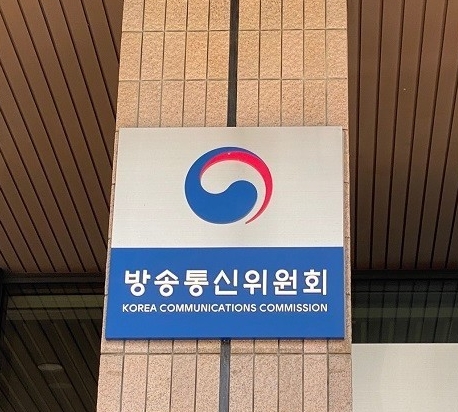 방송통신위원회
KOREA COMMUNICATIONS COMMISSION